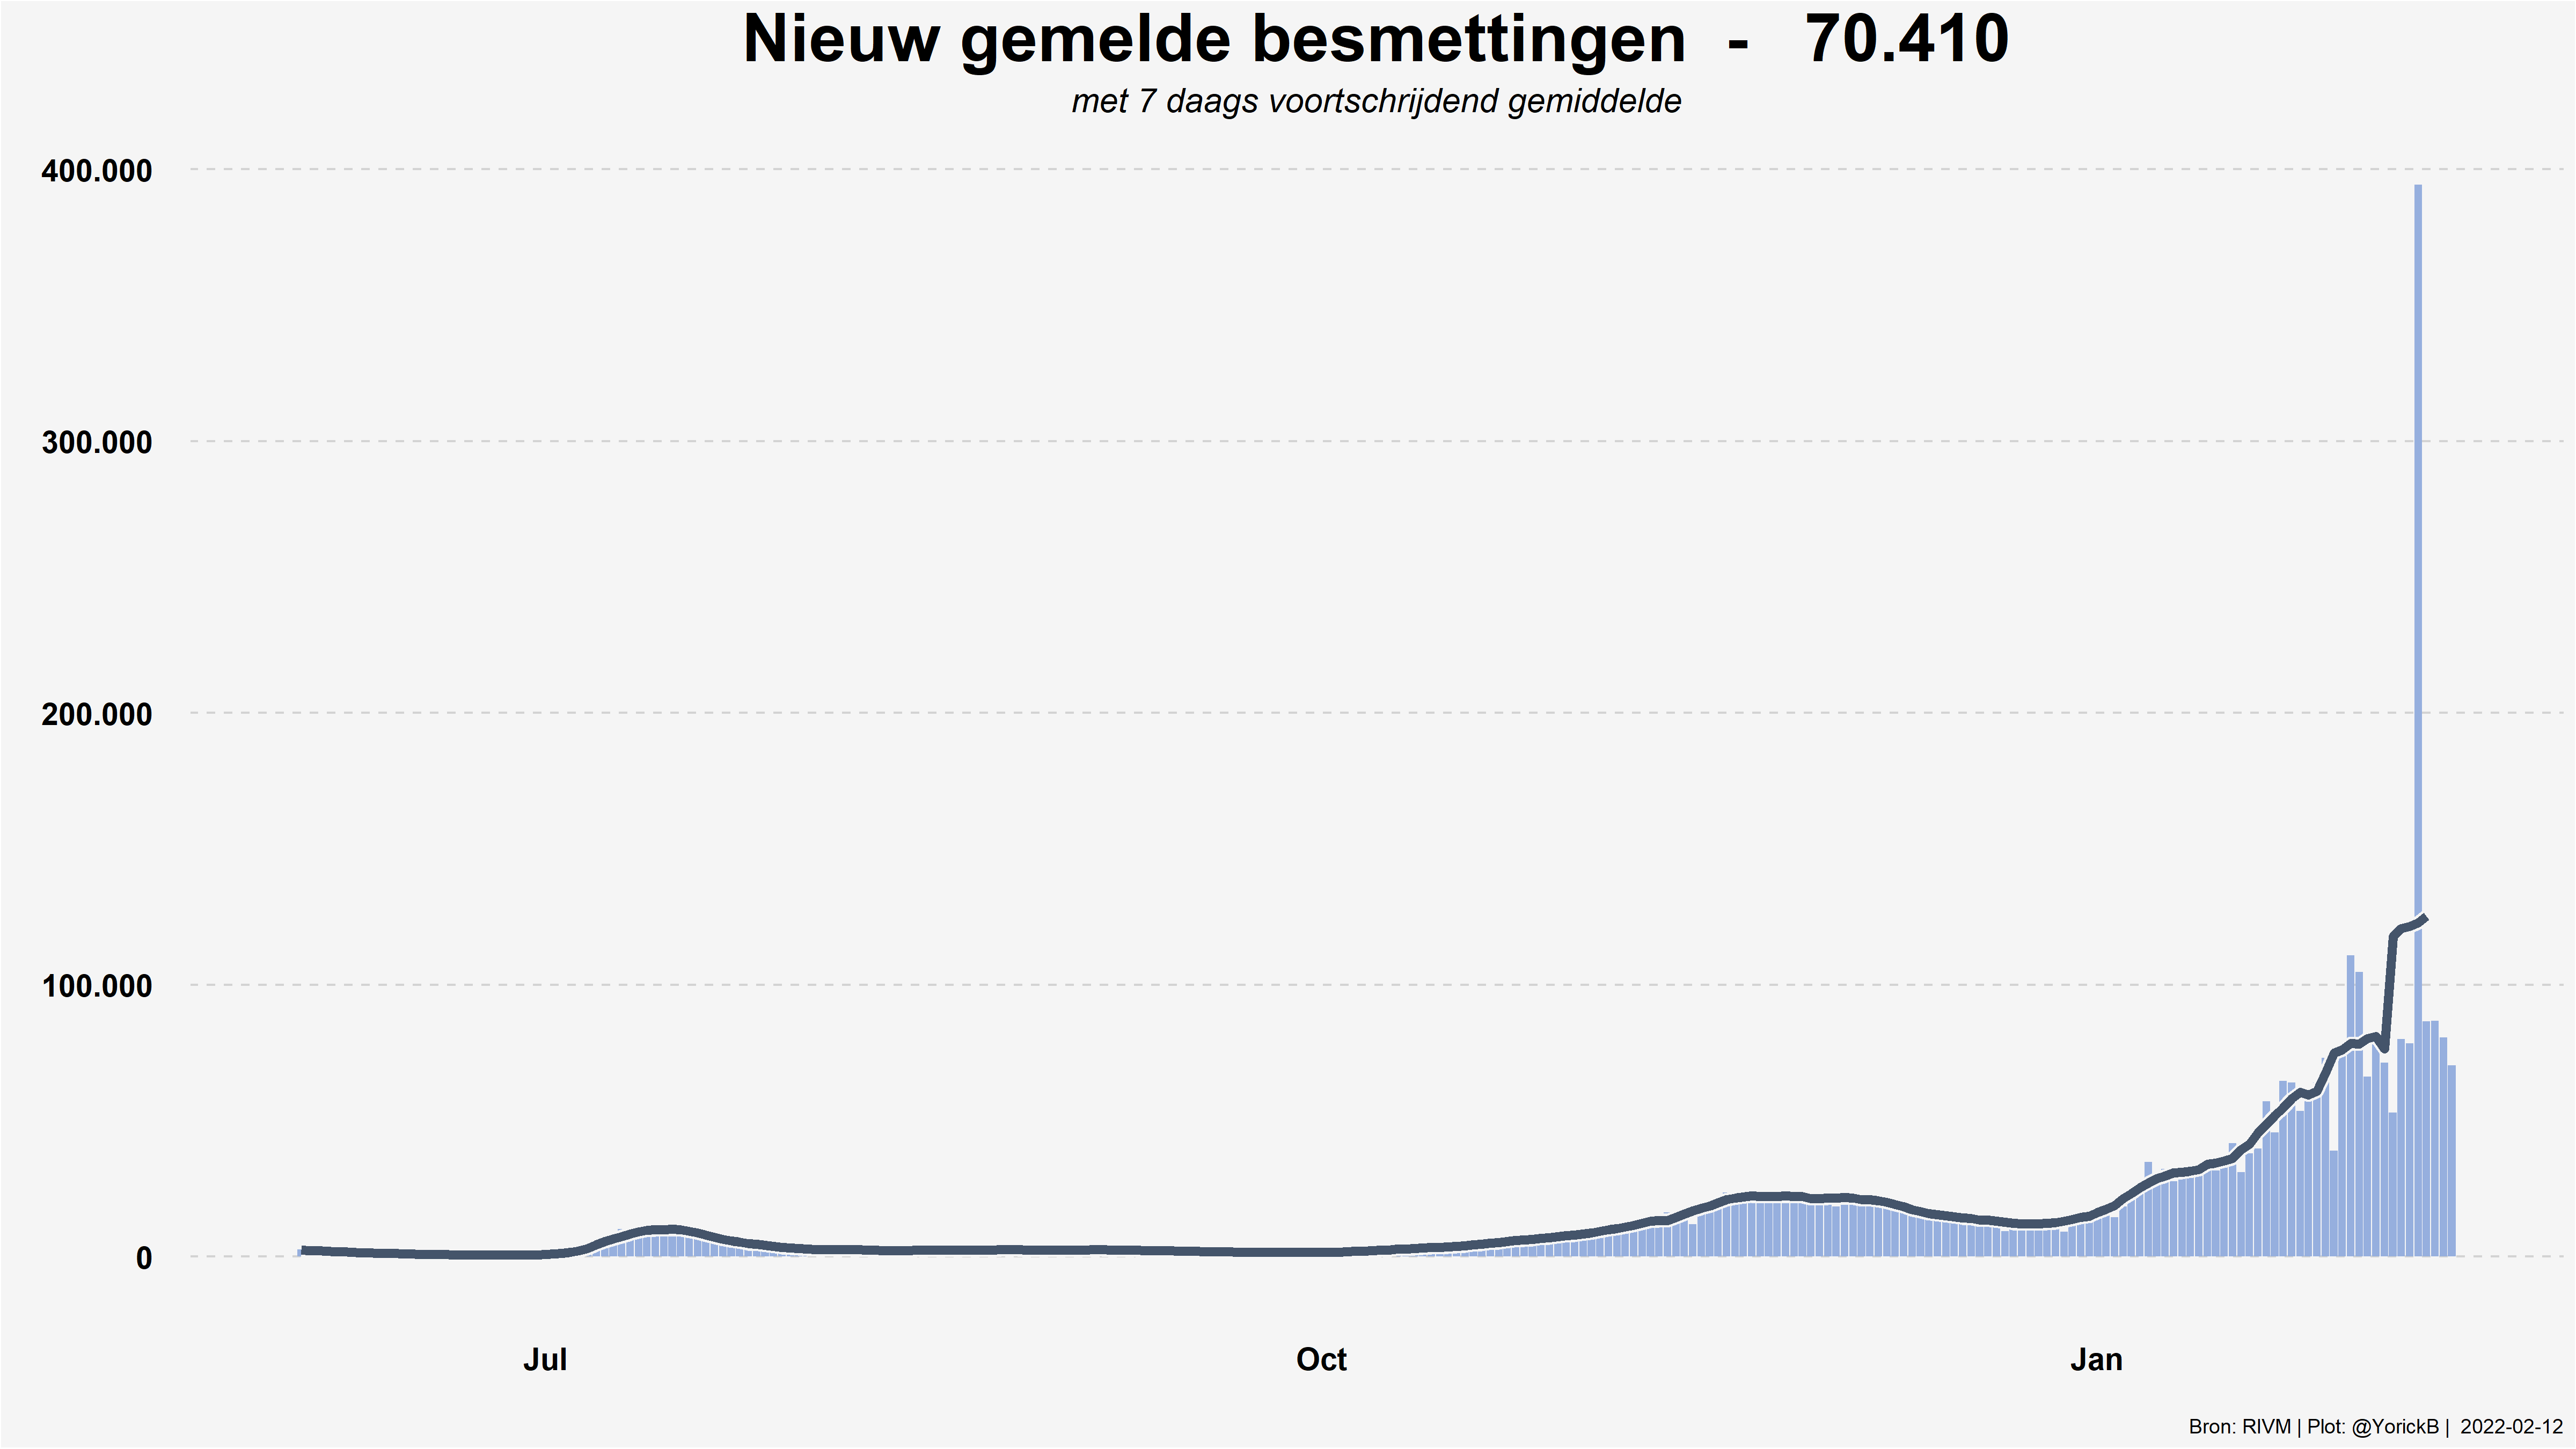 Nieuw gemelde besmettingen - 70.410
met 7 daags voortschrijdend gemiddelde
400.000
300.000
200.000
100.000
0
Jul Oct Jan
Bron: RIVM | Plot: @YorickB | 2022-02-12